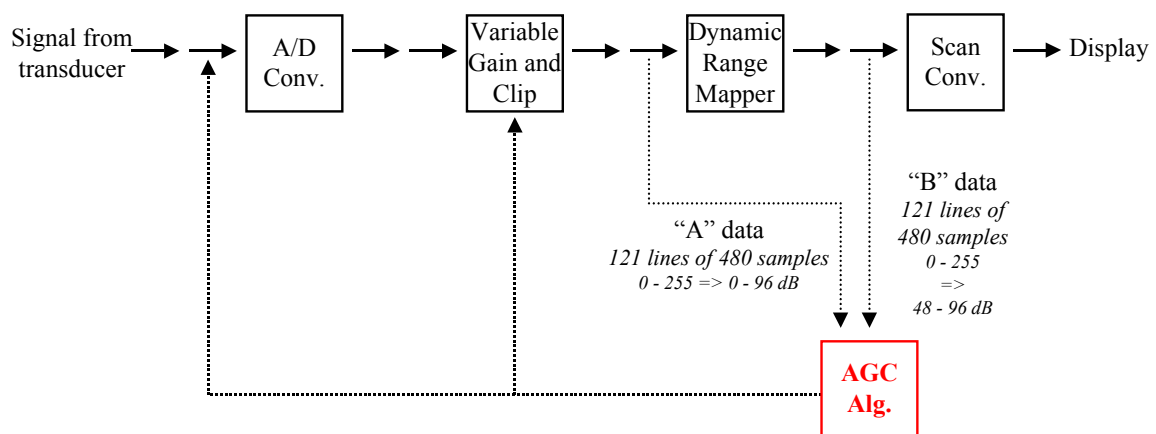 Signal from
transducer
A/D
Conv.
Variable
Gain and
Clip
Dynamic
Range
Mapper
Scan
Conv.
Display
"A" data
121 lines of 480 samples
0 - 255 => 0 - 96 dB
"B" data
121 lines of
480 samples
0 - 255
=>
48 - 96 dB
AGC
Alg.